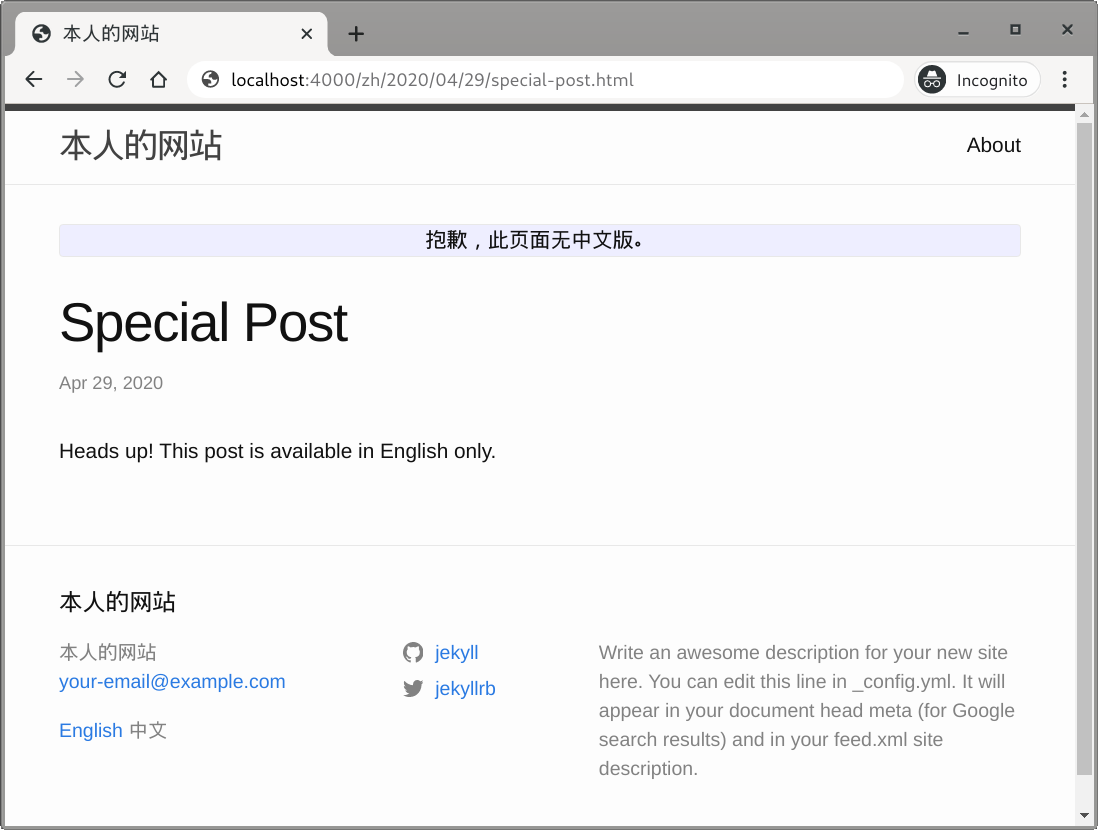 本人的网站
localhost:4000/zh/2020/04/29/special-post.html
Incognito
本人的网站
About
抱歉，此页面无中文版。
Special Post
Apr 29, 2020
Heads up! This post is available in English only.
本人的网站
本人的网站
your-email@example.com
English 中文
jekyll
jekyllrb
Write an awesome description for your new site
here. You can edit this line in _config.yml. It will
appear in your document head meta (for Google
search results) and in your feed.xml site
description.